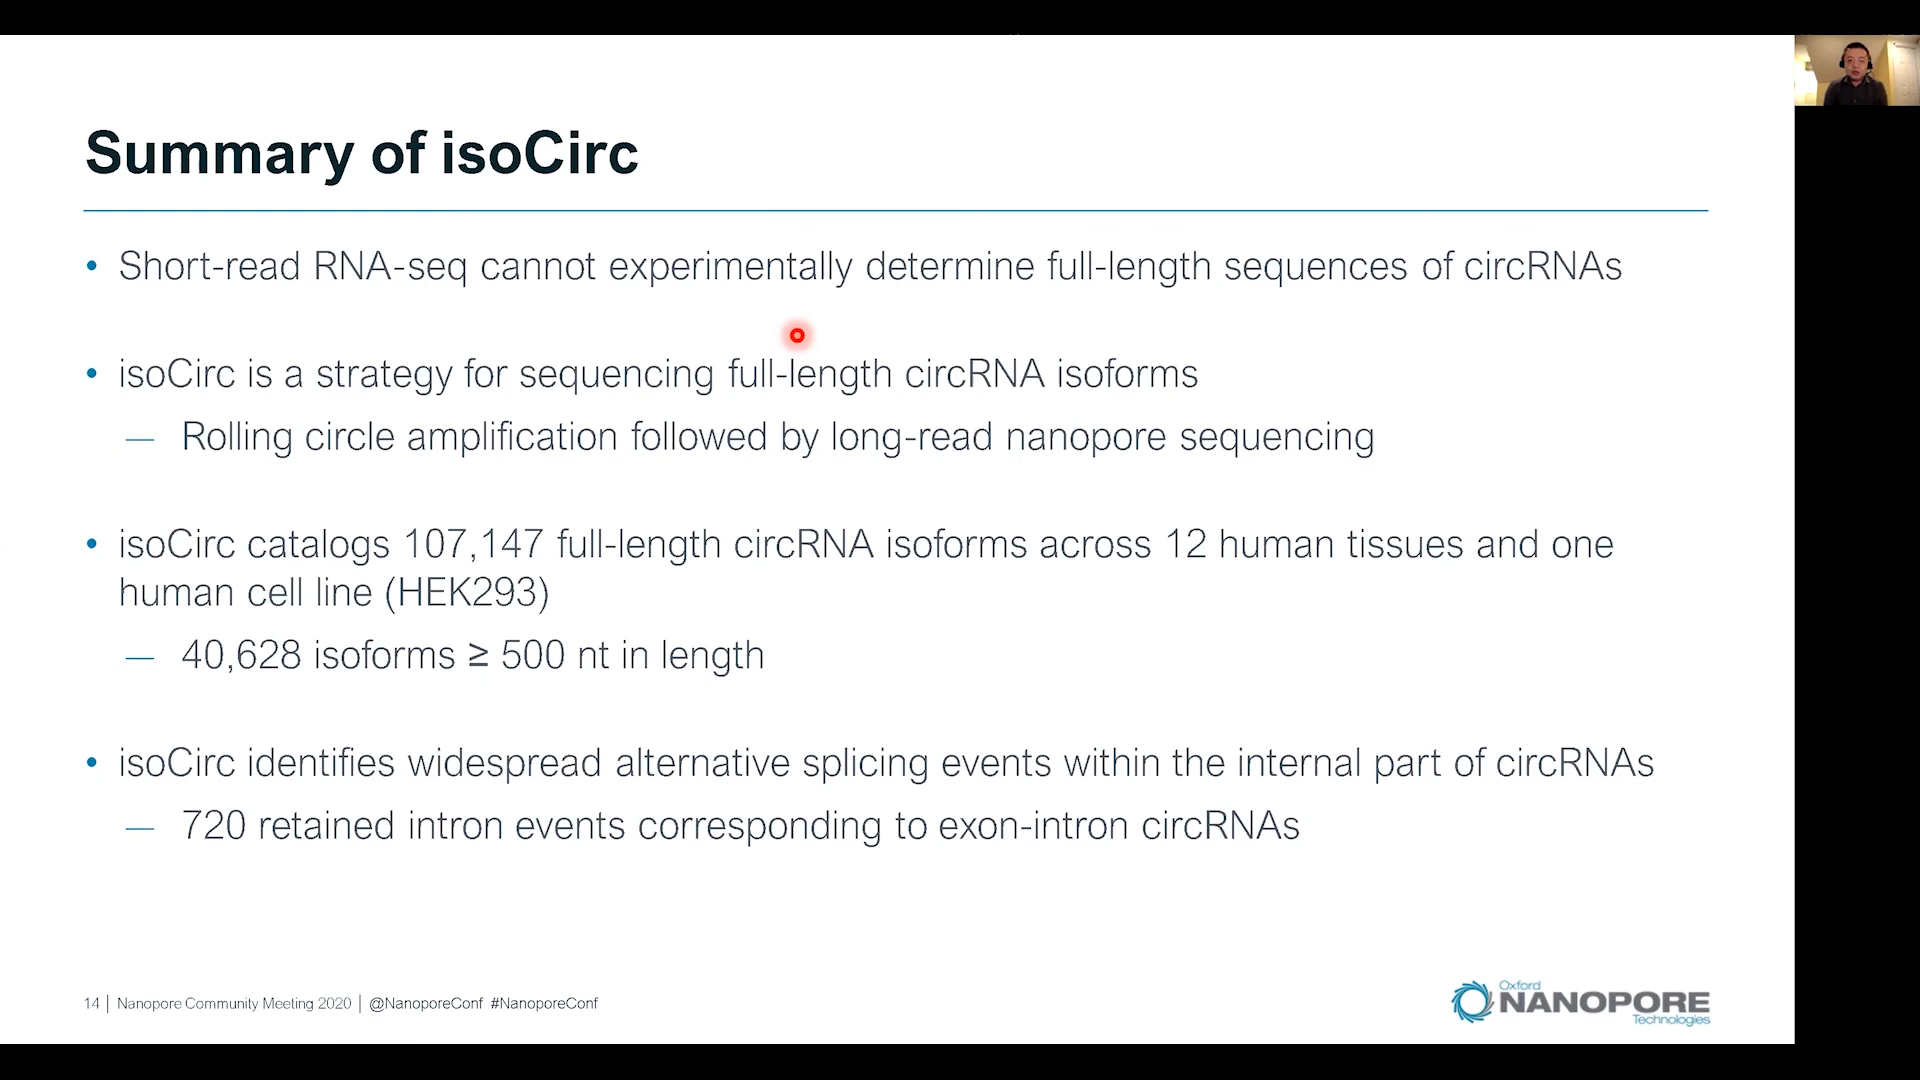 Summary of isoCirc
• Short-read RNA-seq cannot experimentally determine full-length sequences of circRNAs
• isoCirc is a strategy for sequencing full-length circRNA isoforms
— Rolling circle amplification followed by long-read nanopore sequencing
• isoCirc catalogs 107,147 full-length circRNA isoforms across 12 human tissues and one
human cell line (HEK293)
— 40,628 isoforms ≥ 500 nt in length
• isoCirc identifies widespread alternative splicing events within the internal part of circRNAs
— 720 retained intron events corresponding to exon-intron circRNAs
14 | Nanopore Community Meeting 2020 | @NanoporeConf #NanoporeConf
Oxford
NANOPORE
Technologies